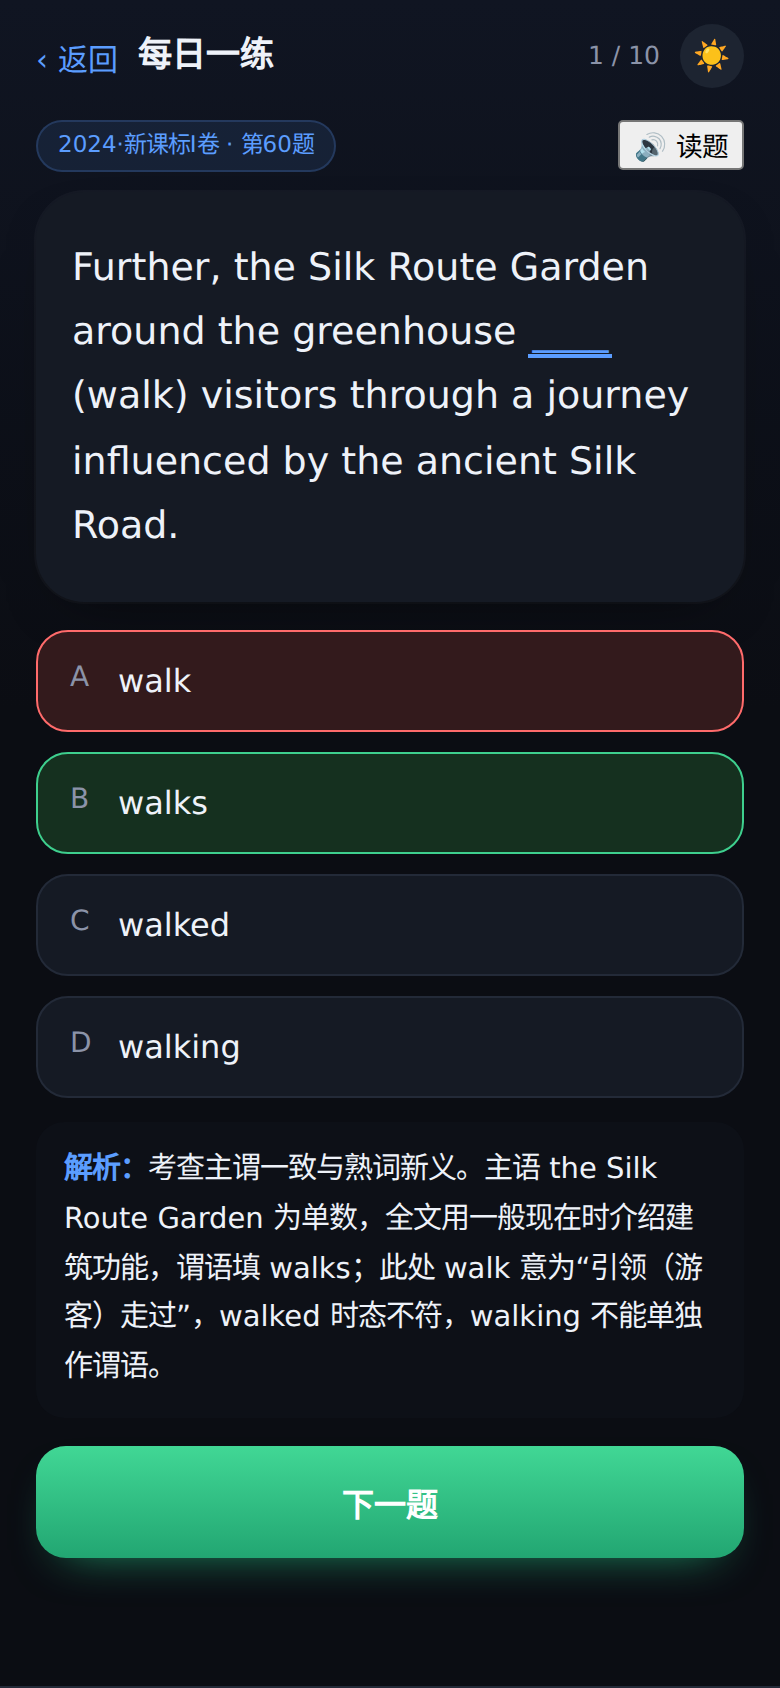 ‹ 返回 每日一练 1 / 10
2024·新课标Ⅰ卷 · 第60题
读题
Further, the Silk Route Garden
around the greenhouse ____
(walk) visitors through a journey
influenced by the ancient Silk
Road.
A walk
B walks
C walked
D walking
解析：考查主谓一致与熟词新义。主语 the Silk
Route Garden 为单数，全文用一般现在时介绍建
筑功能，谓语填 walks；此处 walk 意为“引领（游
客）走过”，walked 时态不符，walking 不能单独
作谓语。
下一题